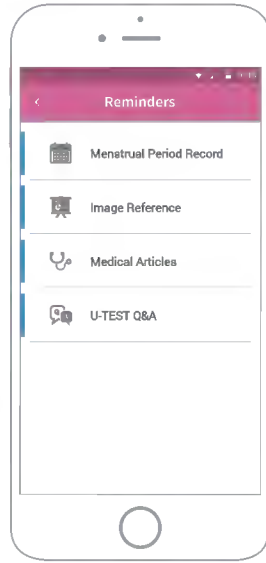 Reminders
Menstrual Period Record
Image Reference
Medical Articles
U-TEST Q&A